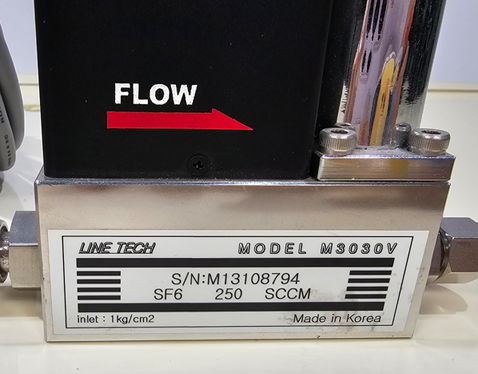 FLOW
LINE TECH MODEL M3030V
S/N:M13108794
SF6 250 SCCM
inlet : 1kg/cm2 Made in Korea